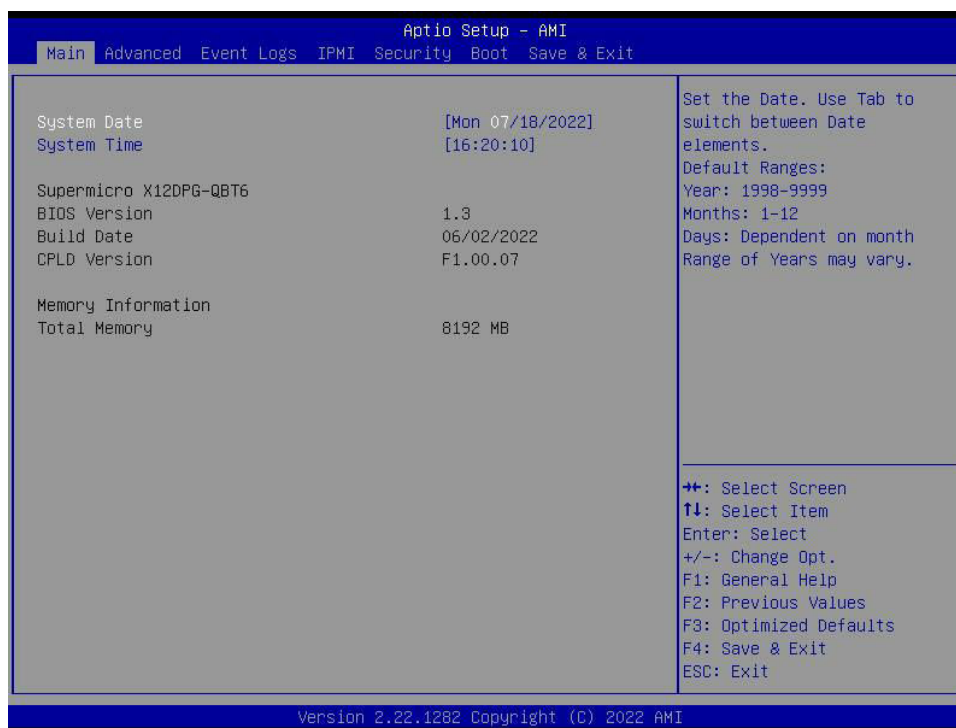 Aptio Setup - AMI
Main Advanced Event Logs IPMI Security Boot Save & Exit
System Date [Mon 07/18/2022]
System Time [16:20:10]
Supermicro X12DPG-QBT6
BIOS Version 1.3
Build Date 06/02/2022
CPLD Version F1.00.07
Memory Information
Total Memory 8192 MB
Set the Date. Use Tab to
switch between Date
elements.
Default Ranges:
Year: 1998-9999
Months: 1-12
Days: Dependent on month
Range of Years may vary.
→←: Select Screen
↑↓: Select Item
Enter: Select
+/-: Change Opt.
F1: General Help
F2: Previous Values
F3: Optimized Defaults
F4: Save & Exit
ESC: Exit
Version 2.22.1282 Copyright (C) 2022 AMI